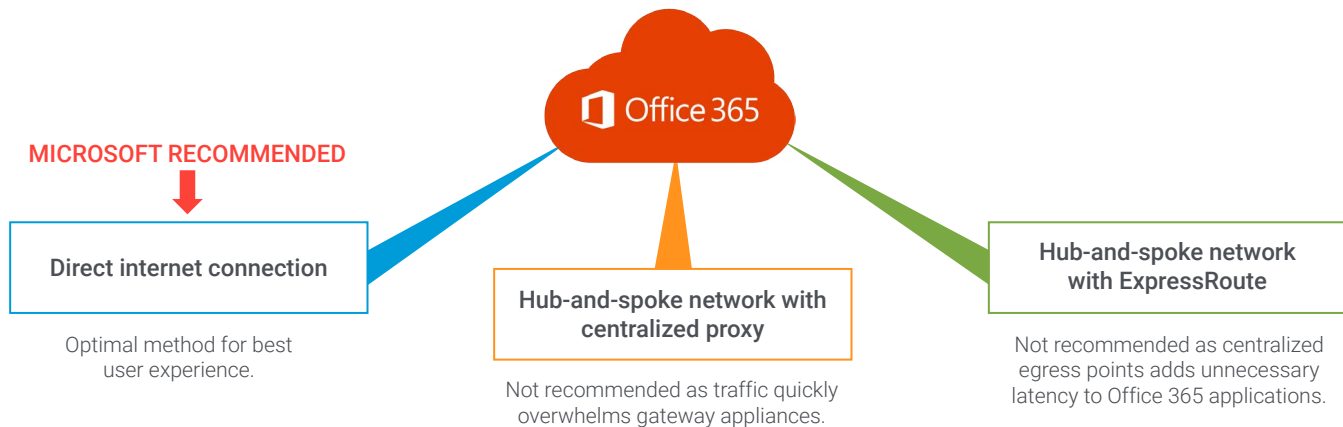 Office 365
MICROSOFT RECOMMENDED
Direct internet connection
Optimal method for best
user experience.
Hub-and-spoke network with
centralized proxy
Not recommended as traffic quickly
overwhelms gateway appliances.
Hub-and-spoke network
with ExpressRoute
Not recommended as centralized
egress points adds unnecessary
latency to Office 365 applications.